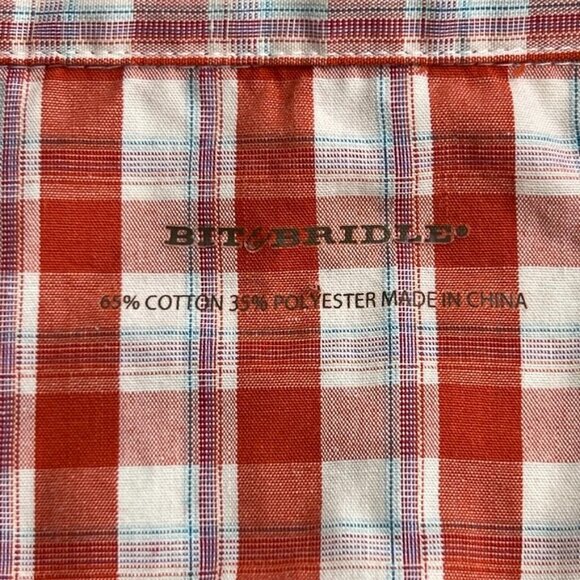 BIT & BRIDLE®
65% COTTON 35% POLYESTER MADE IN CHINA